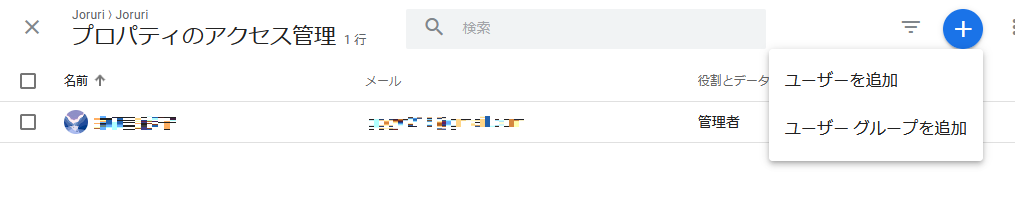 Joruri 〉 Joruri
プロパティのアクセス管理 1 行
検索
名前 ↑ メール 役割とデータ
管理者
ユーザーを追加
ユーザー グループを追加